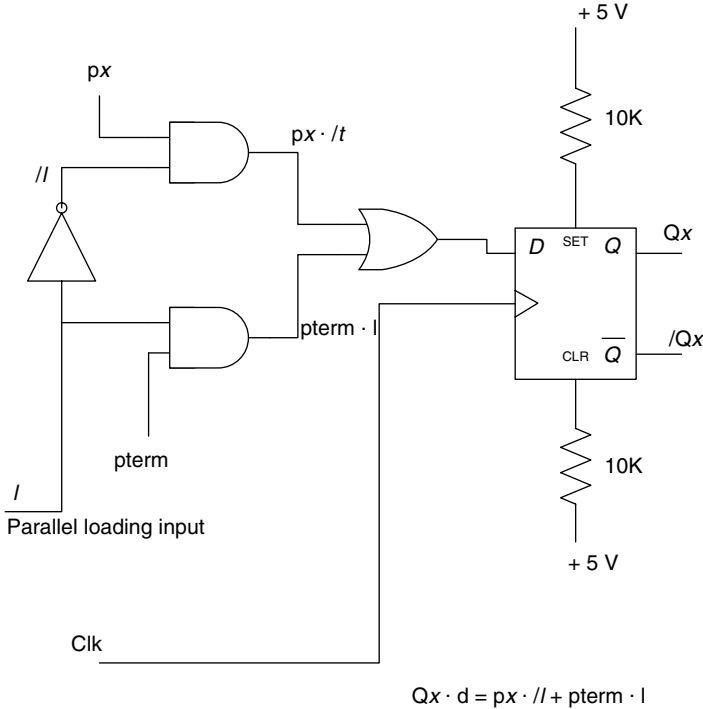 + 5 V
px
10K
px · /t
/l
Qx
D
SET
Q
pterm · l
/Qx
CLR
Q
pterm
10K
l
Parallel loading input
+ 5 V
Clk
Qx · d = px · /l + pterm · l